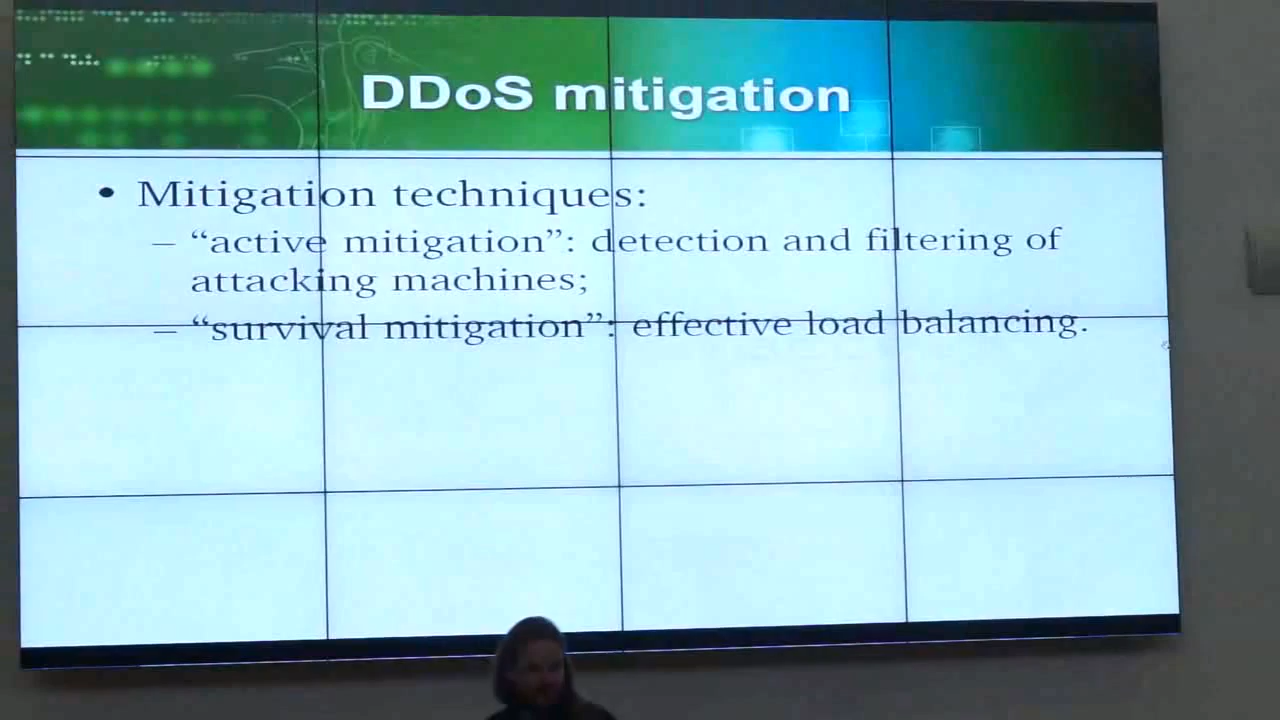 DDoS mitigation
• Mitigation techniques:
– “active mitigation”: detection and filtering of
attacking machines;
– “survival mitigation”: effective load balancing.